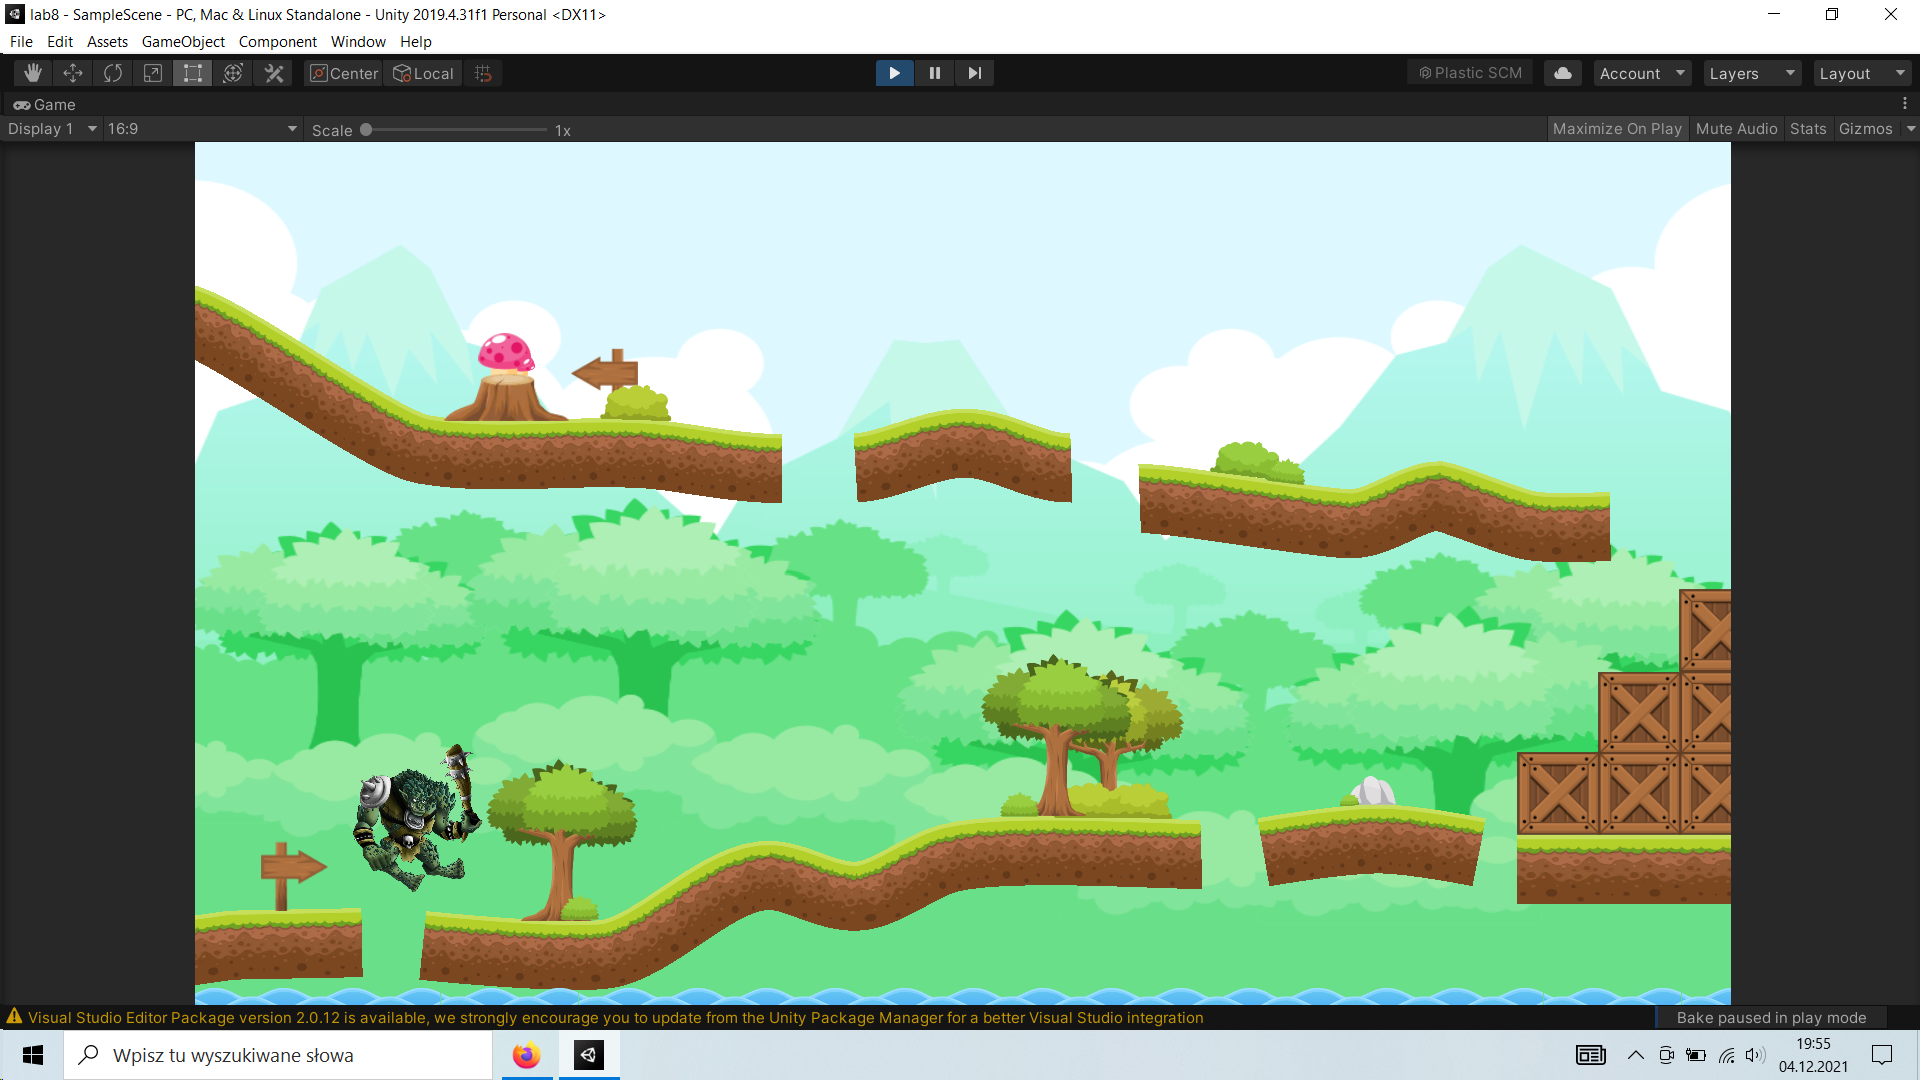 lab8 - SampleScene - PC, Mac & Linux Standalone - Unity 2019.4.31f1 Personal <DX11>
File Edit Assets GameObject Component Window Help
Center Local Plastic SCM Account Layers Layout
Game
Display 1 16:9 Scale 1x Maximize On Play Mute Audio Stats Gizmos
Visual Studio Editor Package version 2.0.12 is available, we strongly encourage you to update from the Unity Package Manager for a better Visual Studio integration
Bake paused in play mode
Wpisz tu wyszukiwane słowa
19:55
04.12.2021